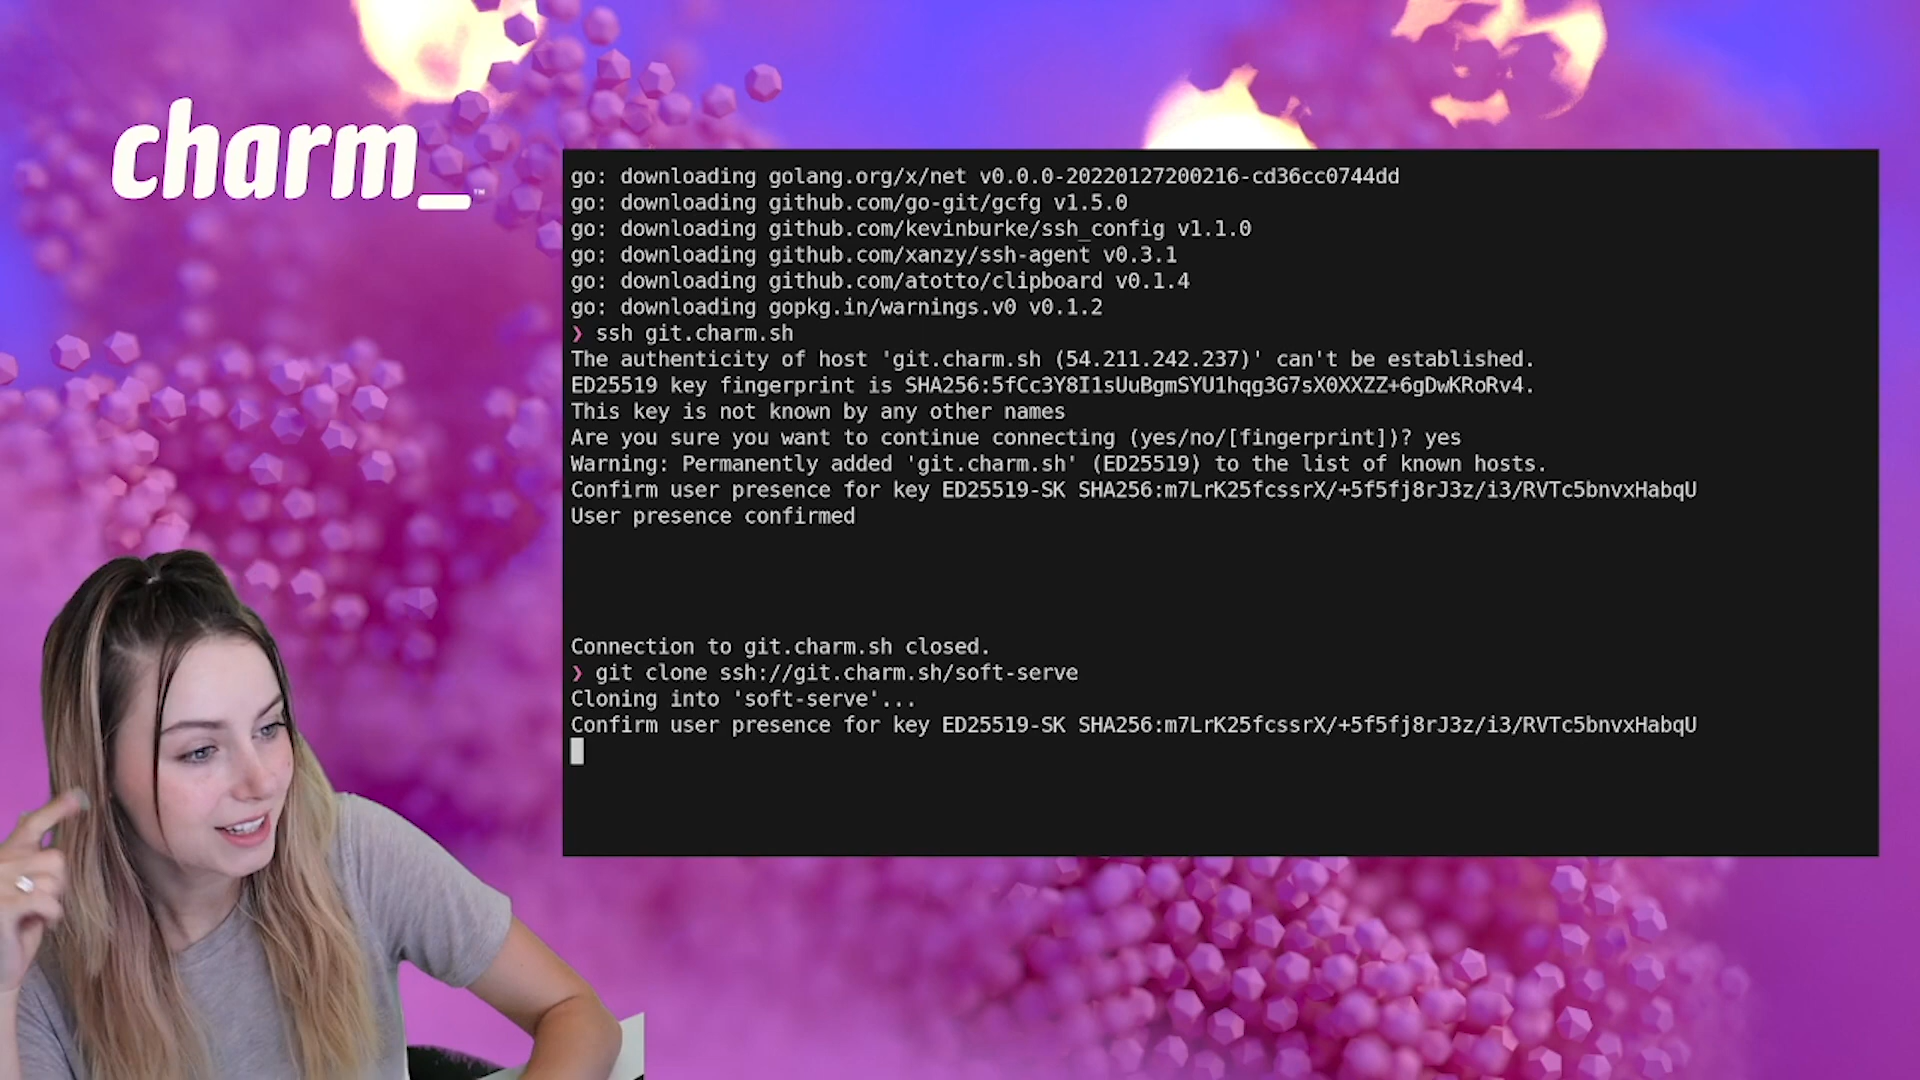 charm_™
go: downloading golang.org/x/net v0.0.0-20220127200216-cd36cc0744dd
go: downloading github.com/go-git/gcfg v1.5.0
go: downloading github.com/kevinburke/ssh_config v1.1.0
go: downloading github.com/xanzy/ssh-agent v0.3.1
go: downloading github.com/atotto/clipboard v0.1.4
go: downloading gopkg.in/warnings.v0 v0.1.2
❯ ssh git.charm.sh
The authenticity of host 'git.charm.sh (54.211.242.237)' can't be established.
ED25519 key fingerprint is SHA256:5fCc3Y8I1sUuBgmSYU1hqg3G7sX0XXZZ+6gDwKRoRv4.
This key is not known by any other names
Are you sure you want to continue connecting (yes/no/[fingerprint])? yes
Warning: Permanently added 'git.charm.sh' (ED25519) to the list of known hosts.
Confirm user presence for key ED25519-SK SHA256:m7LrK25fcssrX/+5f5fj8rJ3z/i3/RVTc5bnvxHabqU
User presence confirmed
Connection to git.charm.sh closed.
❯ git clone ssh://git.charm.sh/soft-serve
Cloning into 'soft-serve'...
Confirm user presence for key ED25519-SK SHA256:m7LrK25fcssrX/+5f5fj8rJ3z/i3/RVTc5bnvxHabqU